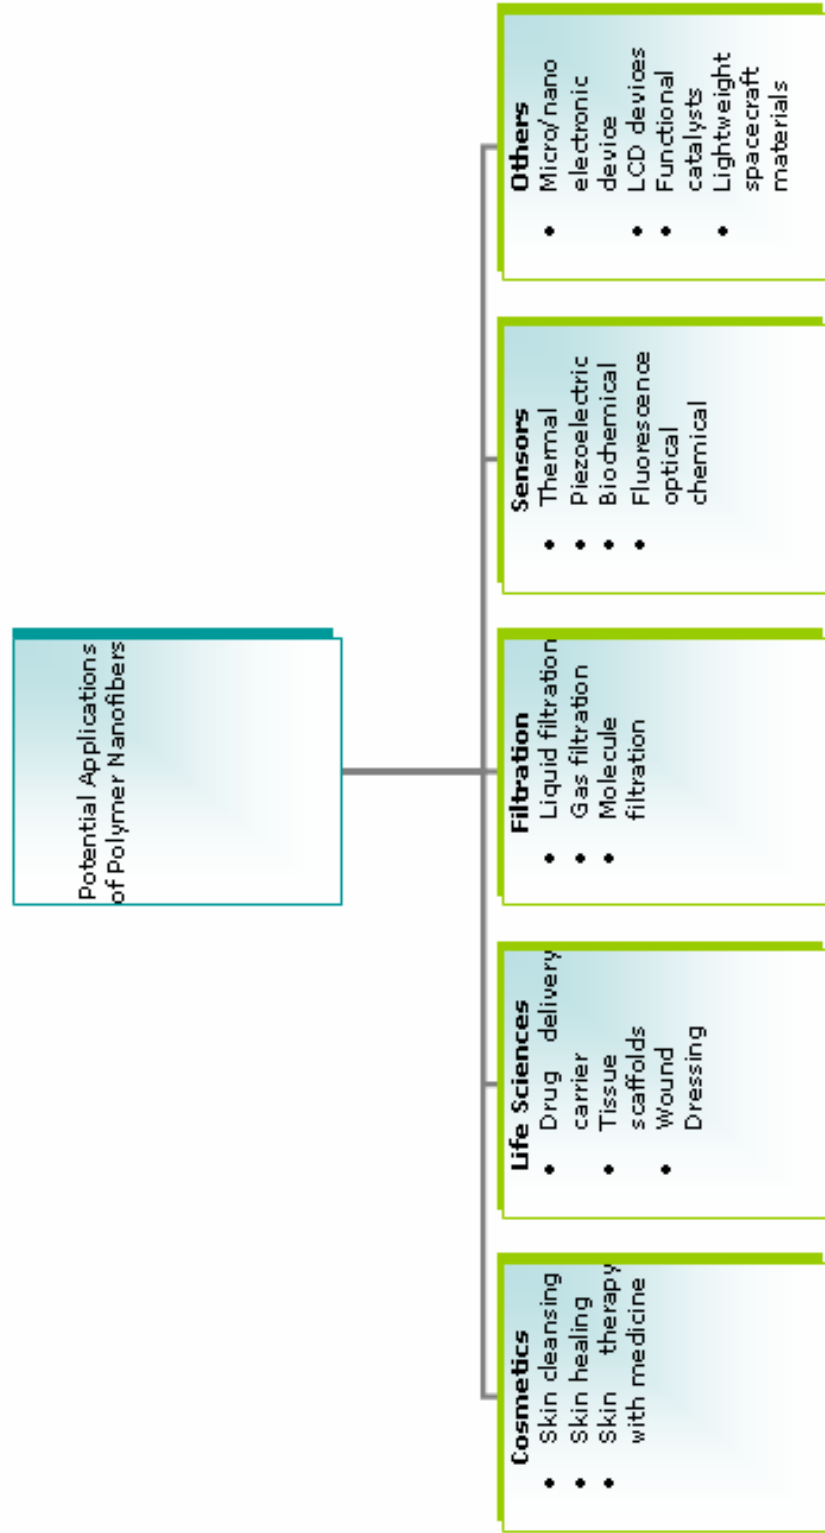 Potential Applications
of Polymer Nanofibers
Cosmetics
• Skin cleansing
• Skin healing
• Skin therapy
with medicine
Life Sciences
• Drug delivery
carrier
• Tissue
scaffolds
• Wound
Dressing
Filtration
• Liquid filtration
• Gas filtration
• Molecule
filtration
Sensors
• Thermal
• Piezoelectric
• Biochemical
• Fluorescence
optical
chemical
Others
• Micro/nano
electronic
device
• LCD devices
• Functional
catalysts
• Lightweight
spacecraft
materials